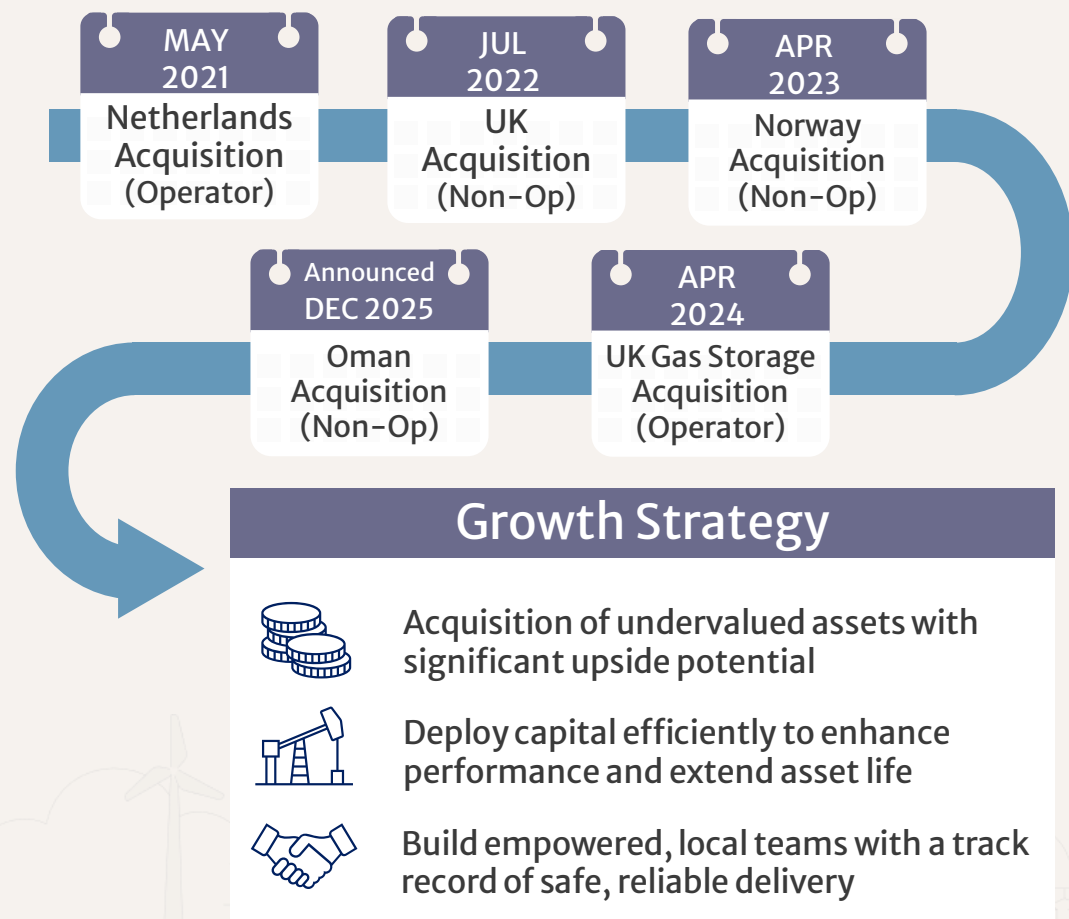 MAY
2021
Netherlands
Acquisition
(Operator)
JUL
2022
UK
Acquisition
(Non-Op)
APR
2023
Norway
Acquisition
(Non-Op)
APR
2024
UK Gas Storage
Acquisition
(Operator)
Announced
DEC 2025
Oman
Acquisition
(Non-Op)
Growth Strategy
Acquisition of undervalued assets with
significant upside potential
Deploy capital efficiently to enhance
performance and extend asset life
Build empowered, local teams with a track
record of safe, reliable delivery